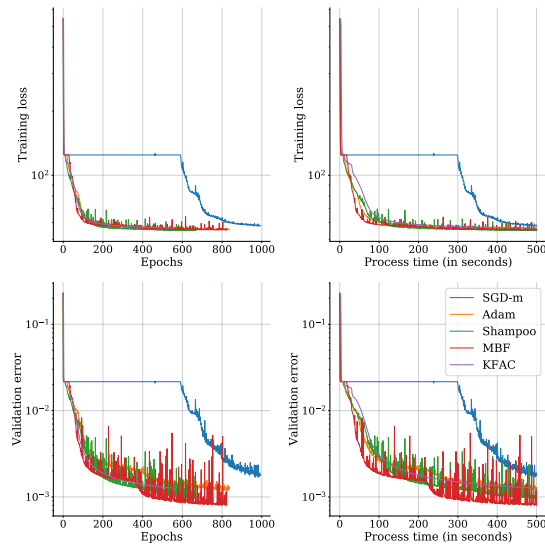 Training loss
10²
0 200 400 600 800 1000
Epochs
Training loss
10²
0 100 200 300 400 500
Process time (in seconds)
Validation error
10⁻¹
10⁻²
10⁻³
0 200 400 600 800 1000
Epochs
Validation error
10⁻¹
10⁻²
10⁻³
0 100 200 300 400 500
Process time (in seconds)
SGD-m
Adam
Shampoo
MBF
KFAC